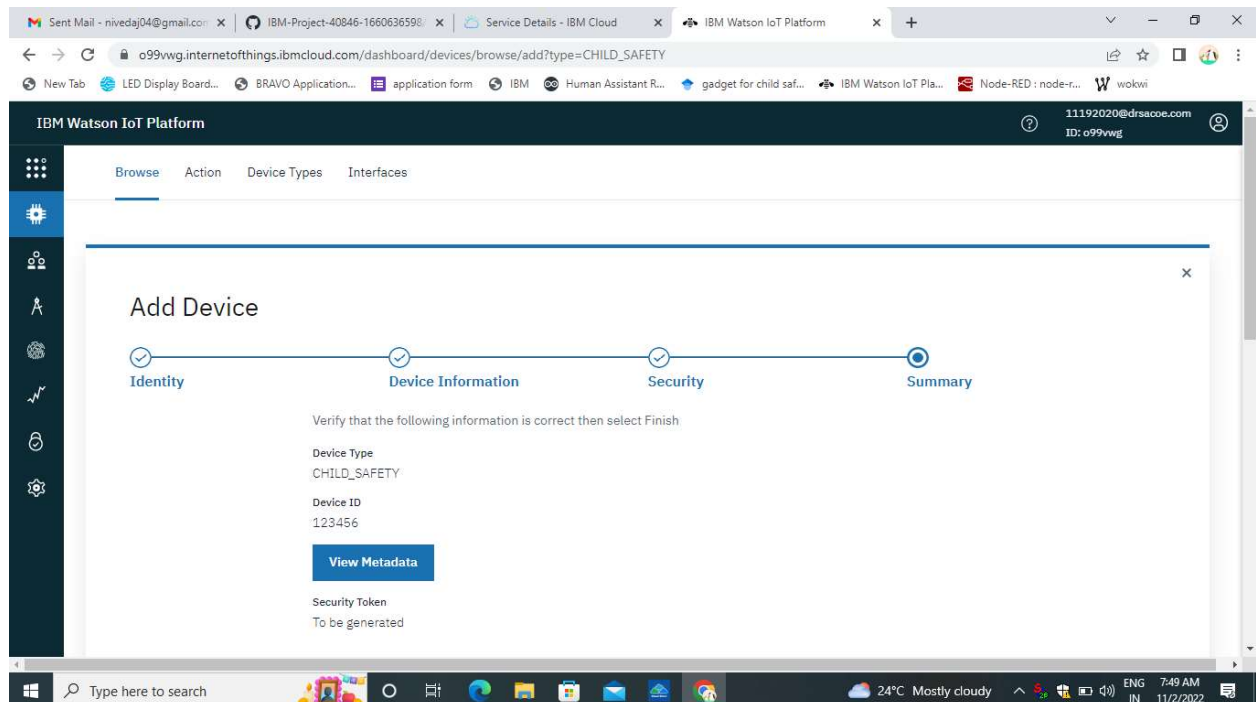 Sent Mail - nivedaj04@gmail.com
IBM-Project-40846-1660636598/
Service Details - IBM Cloud
IBM Watson IoT Platform
o99vwg.internetofthings.ibmcloud.com/dashboard/devices/browse/add?type=CHILD_SAFETY
New Tab
LED Display Board...
BRAVO Application...
application form
IBM
Human Assistant R...
gadget for child saf...
IBM Watson IoT Pla...
Node-RED : node-r...
wokwi
IBM Watson IoT Platform
11192020@drsacoe.com
ID: o99vwg
Browse Action Device Types Interfaces
Add Device
Identity Device Information Security Summary
Verify that the following information is correct then select Finish
Device Type
CHILD_SAFETY
Device ID
123456
View Metadata
Security Token
To be generated
Type here to search
24°C Mostly cloudy
ENG
IN
7:49 AM
11/2/2022